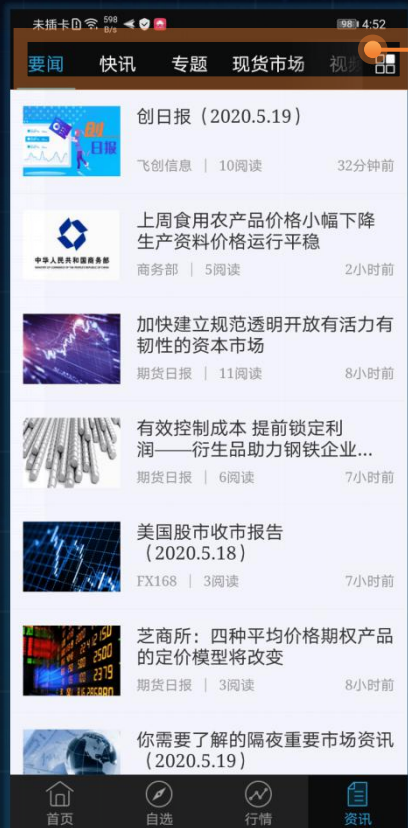 未插卡 598 B/s 98 4:52
要闻 快讯 专题 现货市场 视频
创日报（2020.5.19）
创
日报
飞创信息 | 10阅读 32分钟前
上周食用农产品价格小幅下降
生产资料价格运行平稳
中华人民共和国商务部
商务部 | 5阅读 2小时前
加快建立规范透明开放有活力有
韧性的资本市场
期货日报 | 11阅读 8小时前
有效控制成本 提前锁定利
润——衍生品助力钢铁企业...
期货日报 | 6阅读 7小时前
美国股市收市报告
（2020.5.18）
FX168 | 3阅读 7小时前
芝商所：四种平均价格期权产品
的定价模型将改变
期货日报 | 3阅读 8小时前
你需要了解的隔夜重要市场资讯
（2020.5.19）
首页 自选 行情 资讯